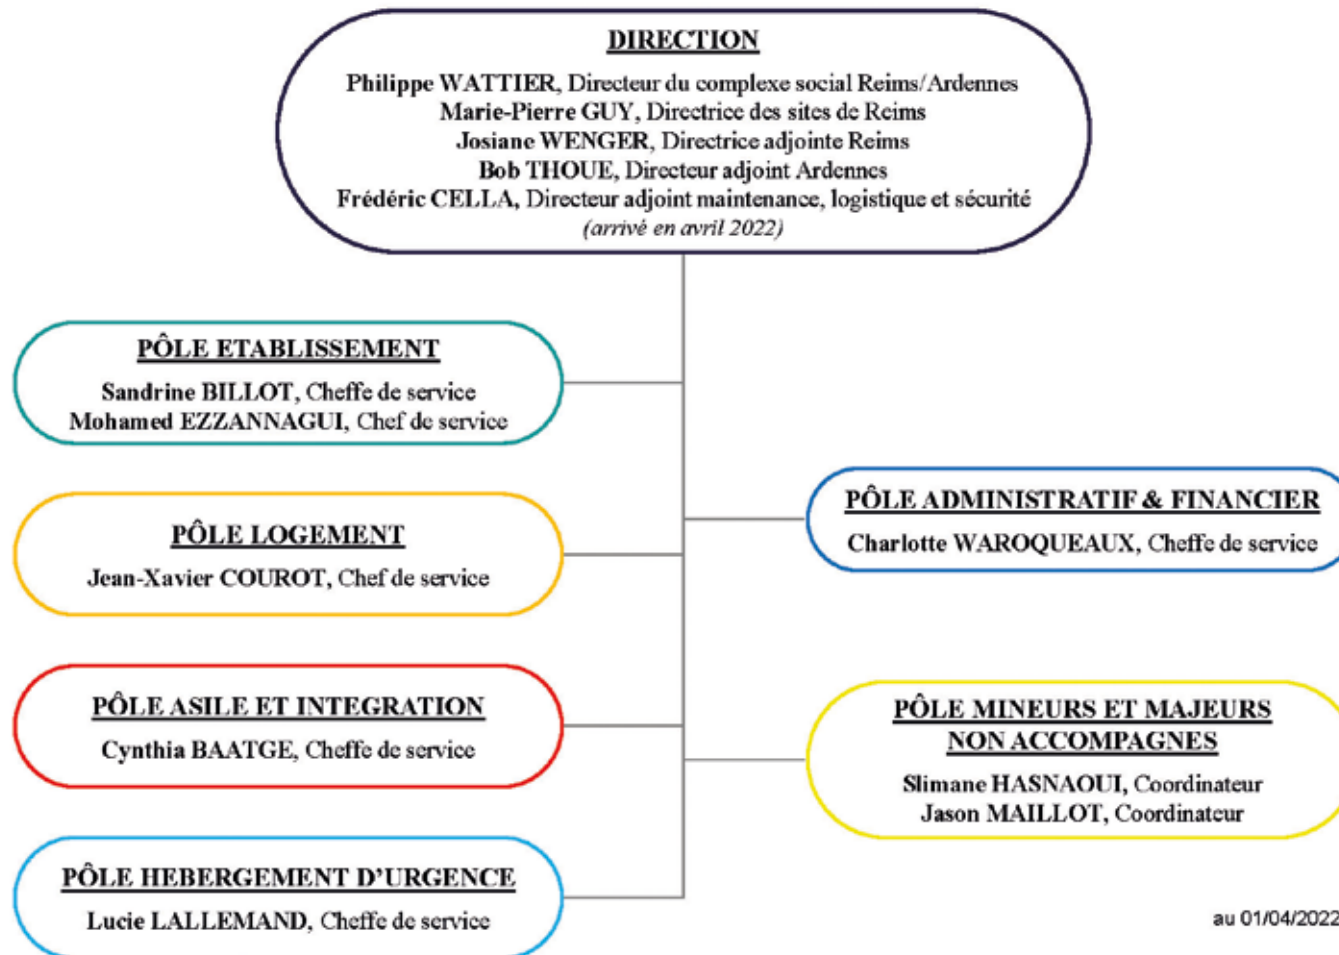 DIRECTION
Philippe WATTIER, Directeur du complexe social Reims/Ardennes
Marie-Pierre GUY, Directrice des sites de Reims
Josiane WENGER, Directrice adjointe Reims
Bob THOUE, Directeur adjoint Ardennes
Frédéric CELLA, Directeur adjoint maintenance, logistique et sécurité
(arrivé en avril 2022)
PÔLE ETABLISSEMENT
Sandrine BILLOT, Cheffe de service
Mohamed EZZANNAGUI, Chef de service
PÔLE LOGEMENT
Jean-Xavier COUROT, Chef de service
PÔLE ASILE ET INTEGRATION
Cynthia BAATGE, Cheffe de service
PÔLE HEBERGEMENT D'URGENCE
Lucie LALLEMAND, Cheffe de service
PÔLE ADMINISTRATIF & FINANCIER
Charlotte WAROQUEAUX, Cheffe de service
PÔLE MINEURS ET MAJEURS
NON ACCOMPAGNES
Slimane HASNAOUI, Coordinateur
Jason MAILLOT, Coordinateur
au 01/04/2022